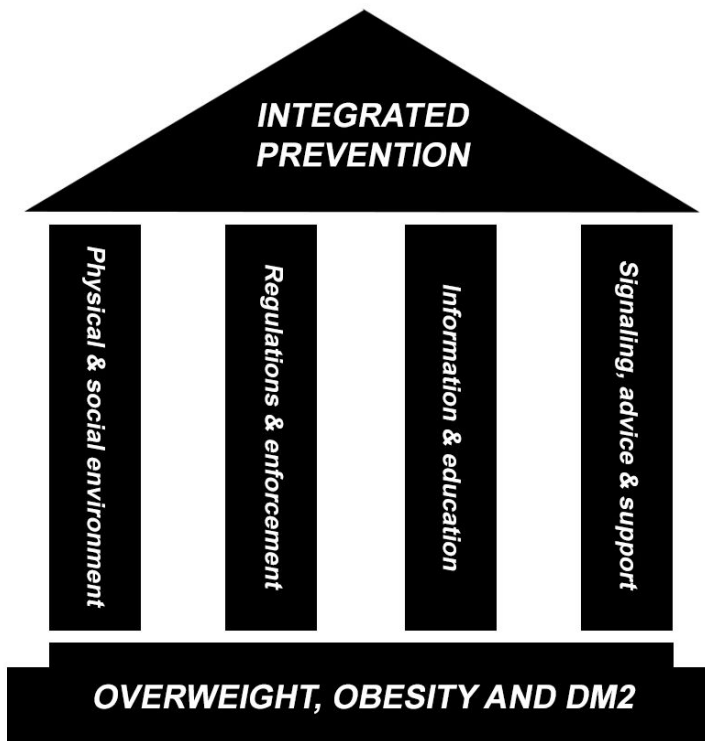 INTEGRATED
PREVENTION
Physical & social environment
Regulations & enforcement
Information & education
Signaling, advice & support
OVERWEIGHT, OBESITY AND DM2